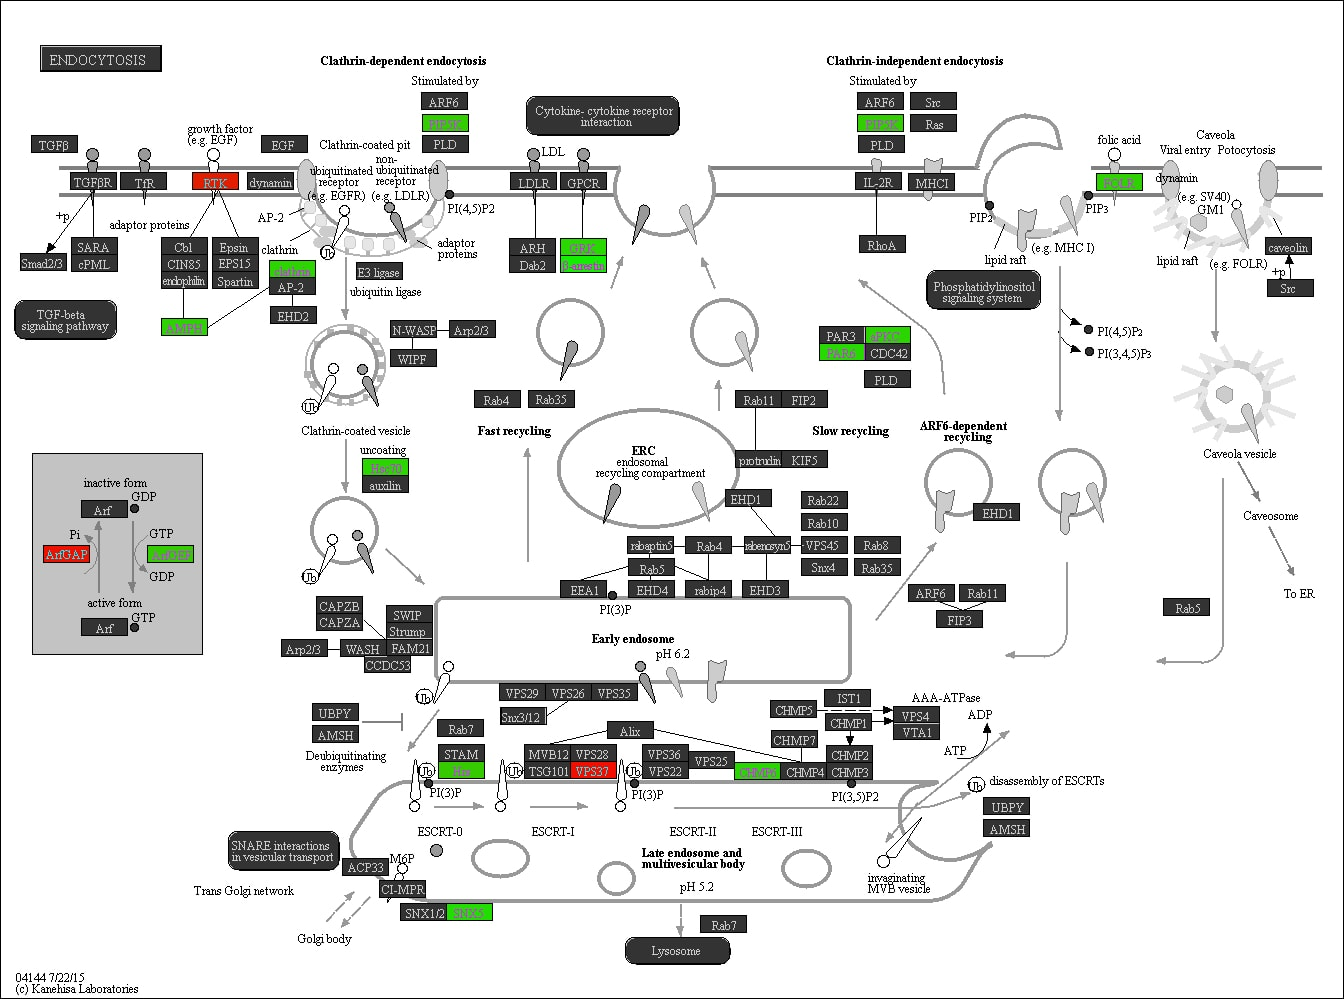 ENDOCYTOSIS
Clathrin-dependent endocytosis
Clathrin-independent endocytosis
Stimulated by
ARF6
PIP5K
PLD
Stimulated by
ARF6
Src
PIP5K
Ras
PLD
Cytokine- cytokine receptor
interaction
TGFβ
growth factor
(e.g. EGF)
EGF
Clathrin-coated pit
non-
ubiquitinated
receptor
(e.g. EGFR)
ubiquitinated
receptor
(e.g. LDLR)
LDL
folic acid
Caveola
Viral entry
Potocytosis
TGFβR
TfR
RTK
dynamin
LDLR
GPCR
IL-2R
MHCI
FOLR
dynamin
(e.g. SV40)
GM1
PI(4,5)P2
PIP2
PIP3
AP-2
+p
adaptor proteins
adaptor
proteins
Smad2/3
SARA
cPML
Cbl
CIN85
endophilin
Epsin
EPS15
Spartin
clathrin
clathrin
AP-2
EHD2
AMPH
Ub
E3 ligase
ubiquitin ligase
ARH
Dab2
GRK
β-arrestin
RhoA
lipid raft
(e.g. MHC I)
lipid raft
(e.g. FOLR)
caveolin
+p
Src
TGF-beta
signaling pathway
Phosphatidylinositol
signaling system
N-WASP
Arp2/3
WIPF
PAR3
aPKC
PAR6
CDC42
PLD
PI(4,5)P2
PI(3,4,5)P3
Ub
Clathrin-coated vesicle
uncoating
Hsc70
auxilin
Rab4
Rab35
Fast recycling
Rab11
FIP2
Slow recycling
protrudin
KIF5
ERC
endosomal
recycling compartment
ARF6-dependent
recycling
Caveola vesicle
EHD1
Rab22
Rab10
EHD1
Caveosome
inactive form
GDP
Arf
Pi
GTP
ArfGAP
ArfGEF
GDP
active form
GTP
Arf
Ub
rabaptin5
Rab4
rabenosyn5
VPS45
Rab8
Rab5
Snx4
Rab35
EEA1
EHD4
rabip4
EHD3
PI(3)P
ARF6
Rab11
FIP3
Rab5
To ER
CAPZB
CAPZA
SWIP
Strump
Arp2/3
WASH
FAM21
CCDC53
Early endosome
pH 6.2
Ub
VPS29
VPS26
VPS35
Snx3/12
UBPY
AMSH
Deubiquitinating
enzymes
Rab7
STAM
Hrs
Ub
PI(3)P
Alix
MVB12
VPS28
TSG101
VPS37
Ub
VPS36
VPS22
VPS25
Ub
PI(3)P
CHMP5
IST1
CHMP1
CHMP7
CHMP2
CHMP6
CHMP4
CHMP3
PI(3,5)P2
AAA-ATPase
VPS4
VTA1
ADP
ATP
Ub
disassembly of ESCRTs
UBPY
AMSH
ESCRT-0
ESCRT-I
ESCRT-II
ESCRT-III
SNARE interactions
in vesicular transport
ACP33
M6P
CI-MPR
SNX1/2
SNX5
Late endosome and
multivesicular body
pH 5.2
invaginating
MVB vesicle
Trans Golgi network
Golgi body
Rab7
Lysosome
04144 7/22/15
(c) Kanehisa Laboratories